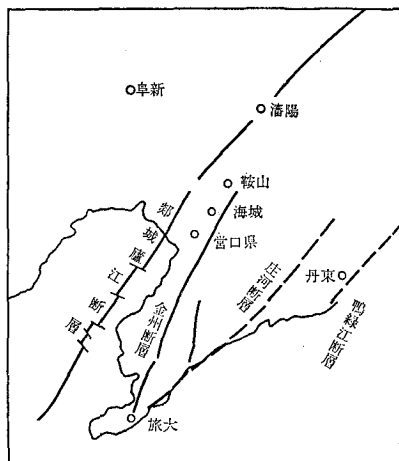 阜新
瀋陽
鞍山
海城
営口県
郯城廬江断層
金州断層
庄河断層
丹東
鴨緑江断層
旅大